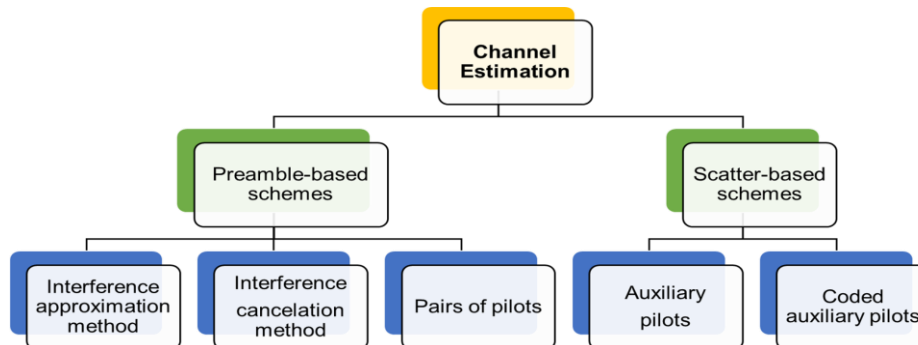 Channel
Estimation
Preamble-based
schemes
Scatter-based
schemes
Interference
approximation
method
Interference
cancelation
method
Pairs of pilots
Auxiliary
pilots
Coded
auxiliary pilots